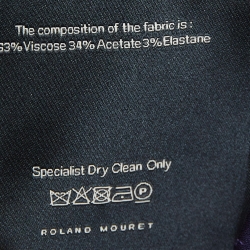 The composition of the fabric is :
63%Viscose 34% Acetate 3% Elastane
Specialist Dry Clean Only
ROLAND MOURET